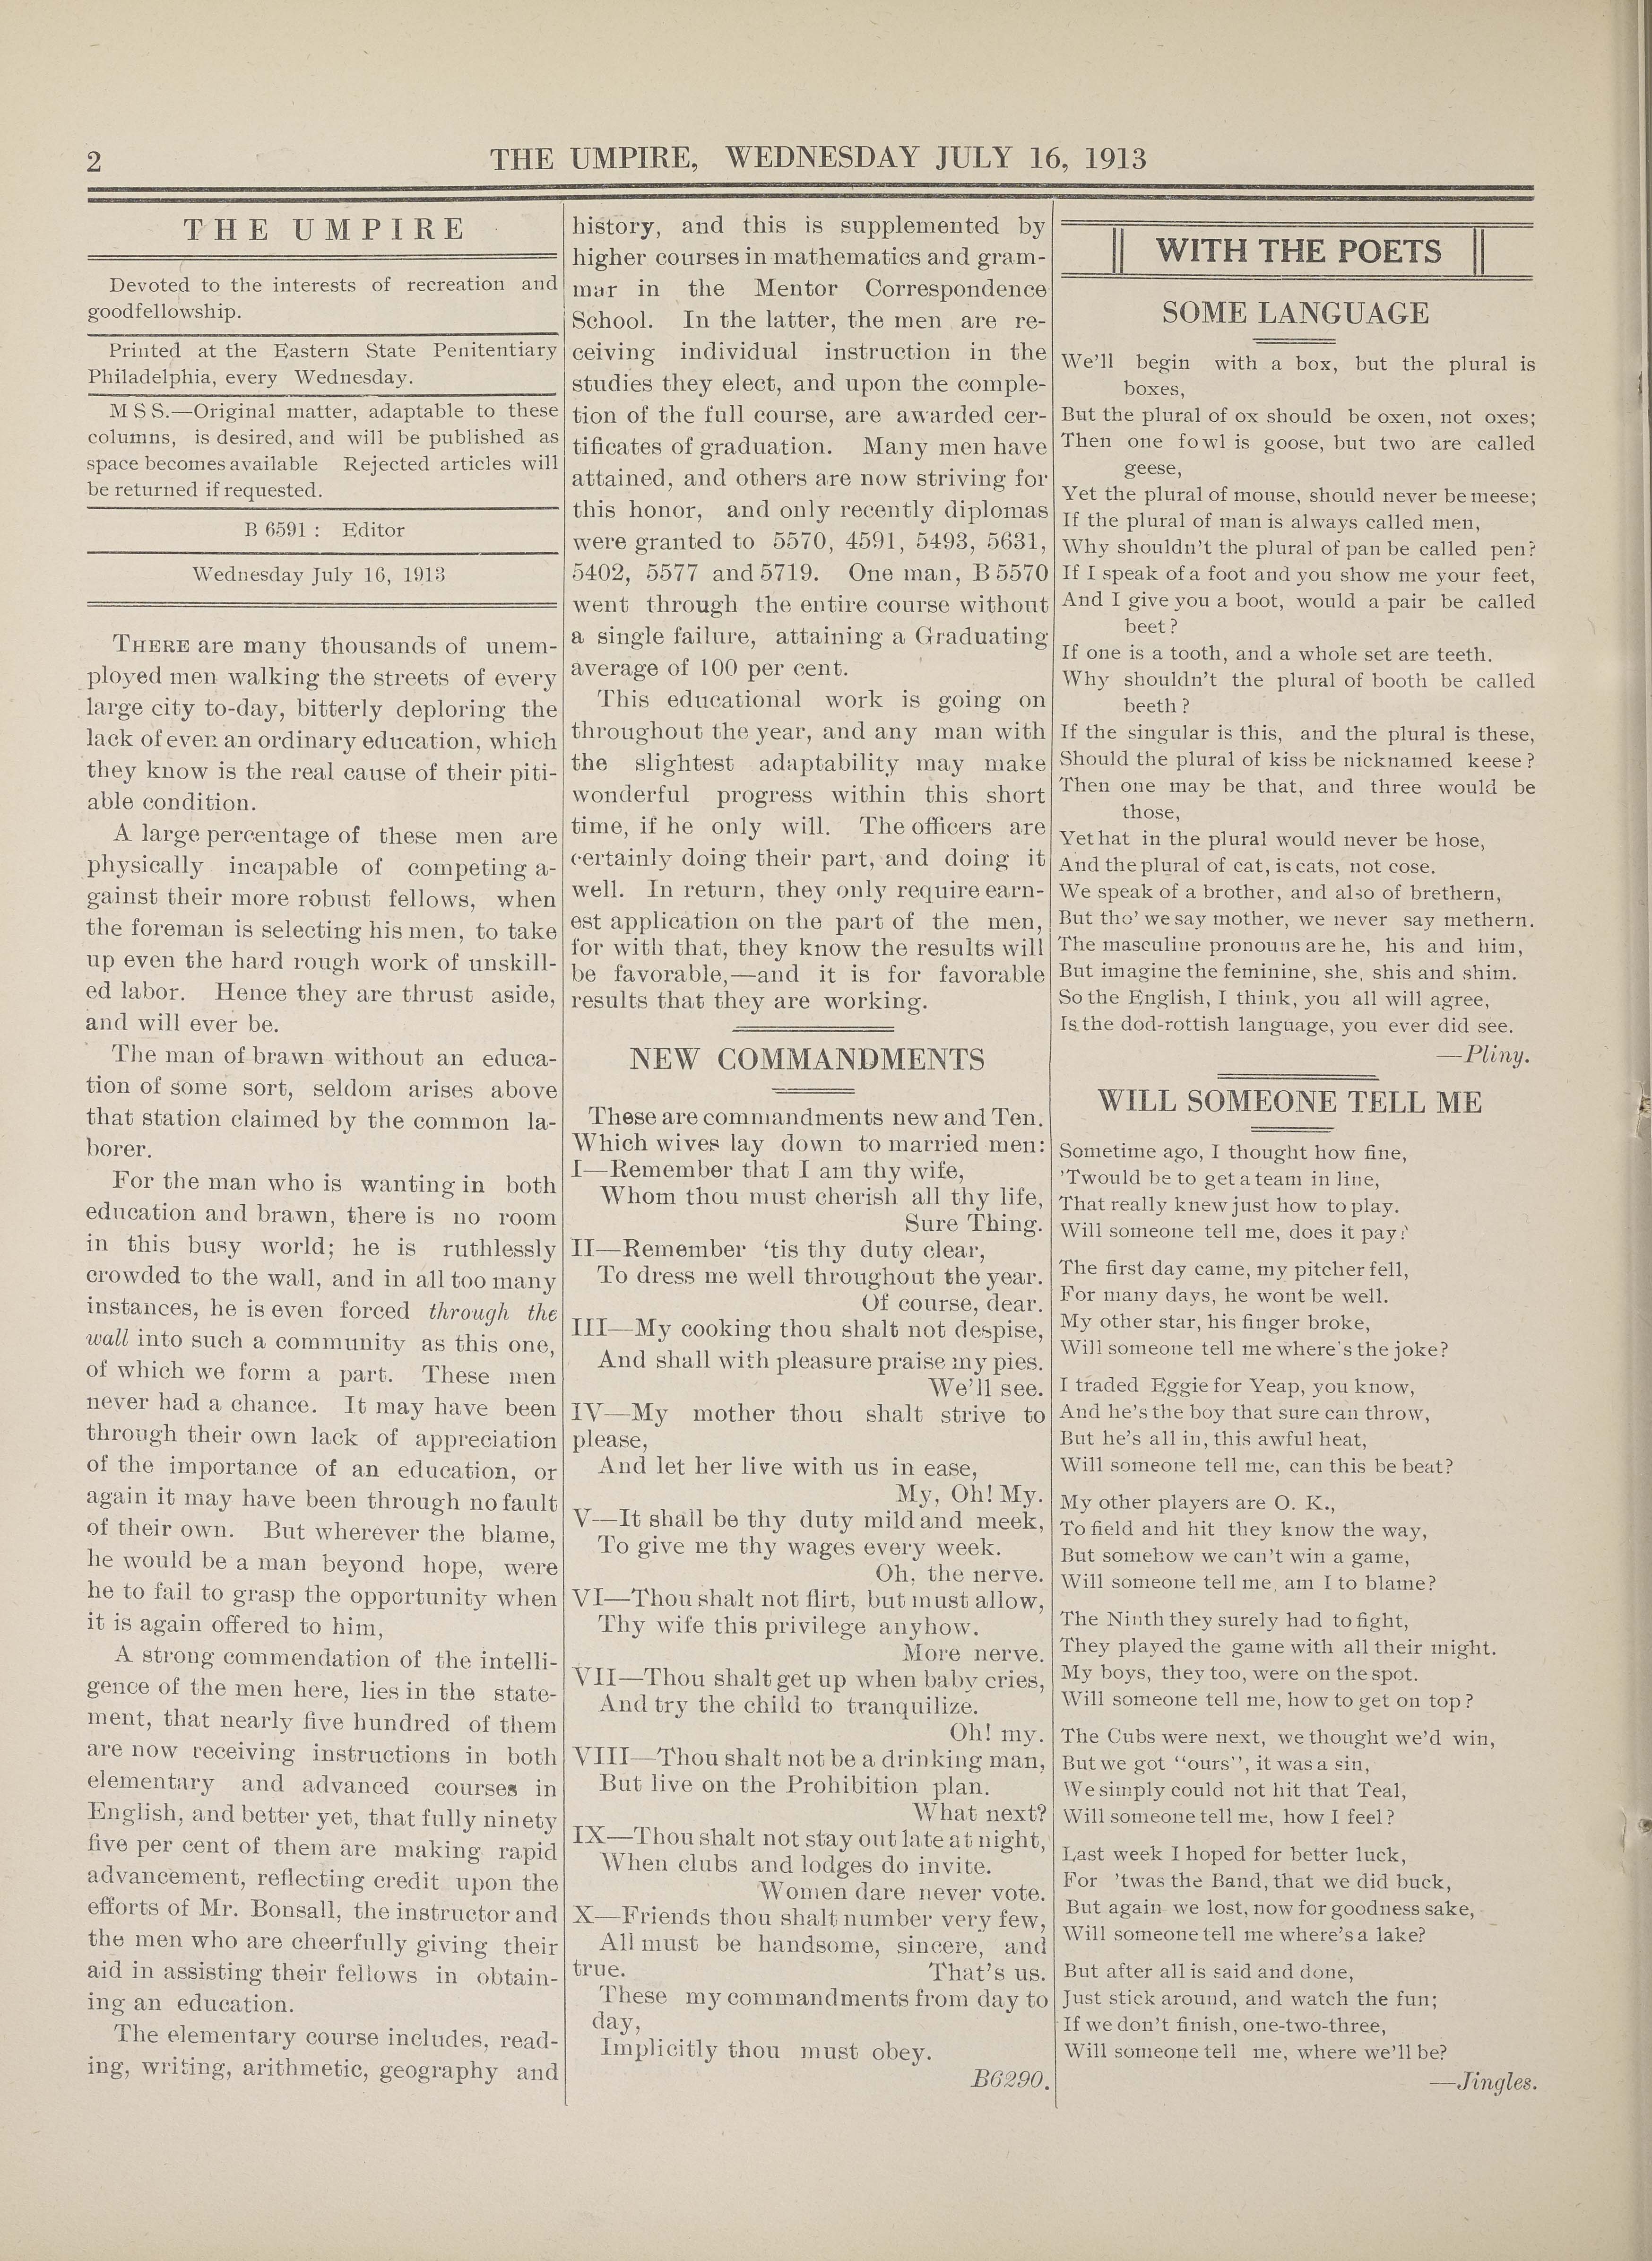 2
THE UMPIRE, WEDNESDAY JULY 16, 1913
THE UMPIRE
Devoted to the interests of recreation and
goodfellowship.
Printed at the Eastern State Penitentiary
Philadelphia, every Wednesday.
MSS.—Original matter, adaptable to these
columns, is desired, and will be published as
space becomes available Rejected articles will
be returned if requested.
B 6591 : Editor
Wednesday July 16, 1913
THERE are many thousands of unem-
ployed men walking the streets of every
large city to-day, bitterly deploring the
lack of even an ordinary education, which
they know is the real cause of their piti-
able condition.
A large percentage of these men are
physically incapable of competing a-
gainst their more robust fellows, when
the foreman is selecting his men, to take
up even the hard rough work of unskill-
ed labor. Hence they are thrust aside,
and will ever be.
The man of brawn without an educa-
tion of some sort, seldom arises above
that station claimed by the common la-
borer.
For the man who is wanting in both
education and brawn, there is no room
in this busy world; he is ruthlessly
crowded to the wall, and in all too many
instances, he is even forced through the
wall into such a community as this one,
of which we form a part. These men
never had a chance. It may have been
through their own lack of appreciation
of the importance of an education, or
again it may have been through no fault
of their own. But wherever the blame,
he would be a man beyond hope, were
he to fail to grasp the opportunity when
it is again offered to him,
A strong commendation of the intelli-
gence of the men here, lies in the state-
ment, that nearly five hundred of them
are now receiving instructions in both
elementary and advanced courses in
English, and better yet, that fully ninety
five per cent of them are making rapid
advancement, reflecting credit upon the
efforts of Mr. Bonsall, the instructor and
the men who are cheerfully giving their
aid in assisting their fellows in obtain-
ing an education.
The elementary course includes, read-
ing, writing, arithmetic, geography and
history, and this is supplemented by
higher courses in mathematics and gram-
mar in the Mentor Correspondence
School. In the latter, the men are re-
ceiving individual instruction in the
studies they elect, and upon the comple-
tion of the full course, are awarded cer-
tificates of graduation. Many men have
attained, and others are now striving for
this honor, and only recently diplomas
were granted to 5570, 4591, 5493, 5631,
5402, 5577 and 5719. One man, B 5570
went through the entire course without
a single failure, attaining a Graduating
average of 100 per cent.
This educational work is going on
throughout the year, and any man with
the slightest adaptability may make
wonderful progress within this short
time, if he only will. The officers are
certainly doing their part, and doing it
well. In return, they only require earn-
est application on the part of the men,
for with that, they know the results will
be favorable,—and it is for favorable
results that they are working.
NEW COMMANDMENTS
These are commandments new and Ten.
Which wives lay down to married men:
I—Remember that I am thy wife,
Whom thou must cherish all thy life,
Sure Thing.
II—Remember ‘tis thy duty clear,
To dress me well throughout the year.
Of course, dear.
III—My cooking thou shalt not despise,
And shall with pleasure praise my pies.
We'll see.
IV—My mother thou shalt strive to
please,
And let her live with us in ease,
My, Oh! My.
V—It shall be thy duty mild and meek,
To give me thy wages every week.
Oh, the nerve.
VI—Thou shalt not flirt, but must allow,
Thy wife this privilege anyhow.
More nerve.
VII—Thou shalt get up when baby cries,
And try the child to tranquilize.
Oh! my.
VIII—Thou shalt not be a drinking man,
But live on the Prohibition plan.
What next?
IX—Thou shalt not stay out late at night,
When clubs and lodges do invite.
Women dare never vote.
X—Friends thou shalt number very few,
All must be handsome, sincere, and
true. That's us.
These my commandments from day to
day,
Implicitly thou must obey.
B6290.
WITH THE POETS
SOME LANGUAGE
We'll begin with a box, but the plural is
boxes,
But the plural of ox should be oxen, not oxes;
Then one fowl is goose, but two are called
geese,
Yet the plural of mouse, should never be meese;
If the plural of man is always called men,
Why shouldn't the plural of pan be called pen?
If I speak of a foot and you show me your feet,
And I give you a boot, would a pair be called
beet?
If one is a tooth, and a whole set are teeth.
Why shouldn't the plural of booth be called
beeth?
If the singular is this, and the plural is these,
Should the plural of kiss be nicknamed keese?
Then one may be that, and three would be
those,
Yet hat in the plural would never be hose,
And the plural of cat, is cats, not cose.
We speak of a brother, and also of brethern,
But tho' we say mother, we never say methern.
The masculine pronouns are he, his and him,
But imagine the feminine, she, shis and shim.
So the English, I think, you all will agree,
Is the dod-rottish language, you ever did see.
—Pliny.
WILL SOMEONE TELL ME
Sometime ago, I thought how fine,
'Twould be to get a team in line,
That really knew just how to play.
Will someone tell me, does it pay?
The first day came, my pitcher fell,
For many days, he wont be well.
My other star, his finger broke,
Will someone tell me where's the joke?
I traded Eggie for Yeap, you know,
And he's the boy that sure can throw,
But he's all in, this awful heat,
Will someone tell me, can this be beat?
My other players are O. K.,
To field and hit they know the way,
But somehow we can't win a game,
Will someone tell me, am I to blame?
The Ninth they surely had to fight,
They played the game with all their might.
My boys, they too, were on the spot.
Will someone tell me, how to get on top?
The Cubs were next, we thought we'd win,
But we got "ours", it was a sin,
We simply could not hit that Teal,
Will someone tell me, how I feel?
Last week I hoped for better luck,
For 'twas the Band, that we did buck,
But again we lost, now for goodness sake,
Will someone tell me where's a lake?
But after all is said and done,
Just stick around, and watch the fun;
If we don't finish, one-two-three,
Will someone tell me, where we'll be?
—Jingles.